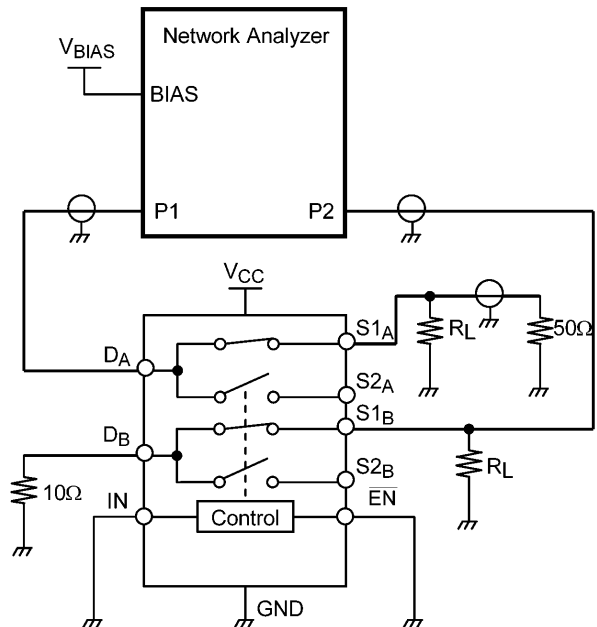 Network Analyzer
VBIAS
BIAS
P1
P2
VCC
S1A
RL
50Ω
DA
S2A
S1B
DB
S2B
RL
10Ω
IN
Control
EN
GND